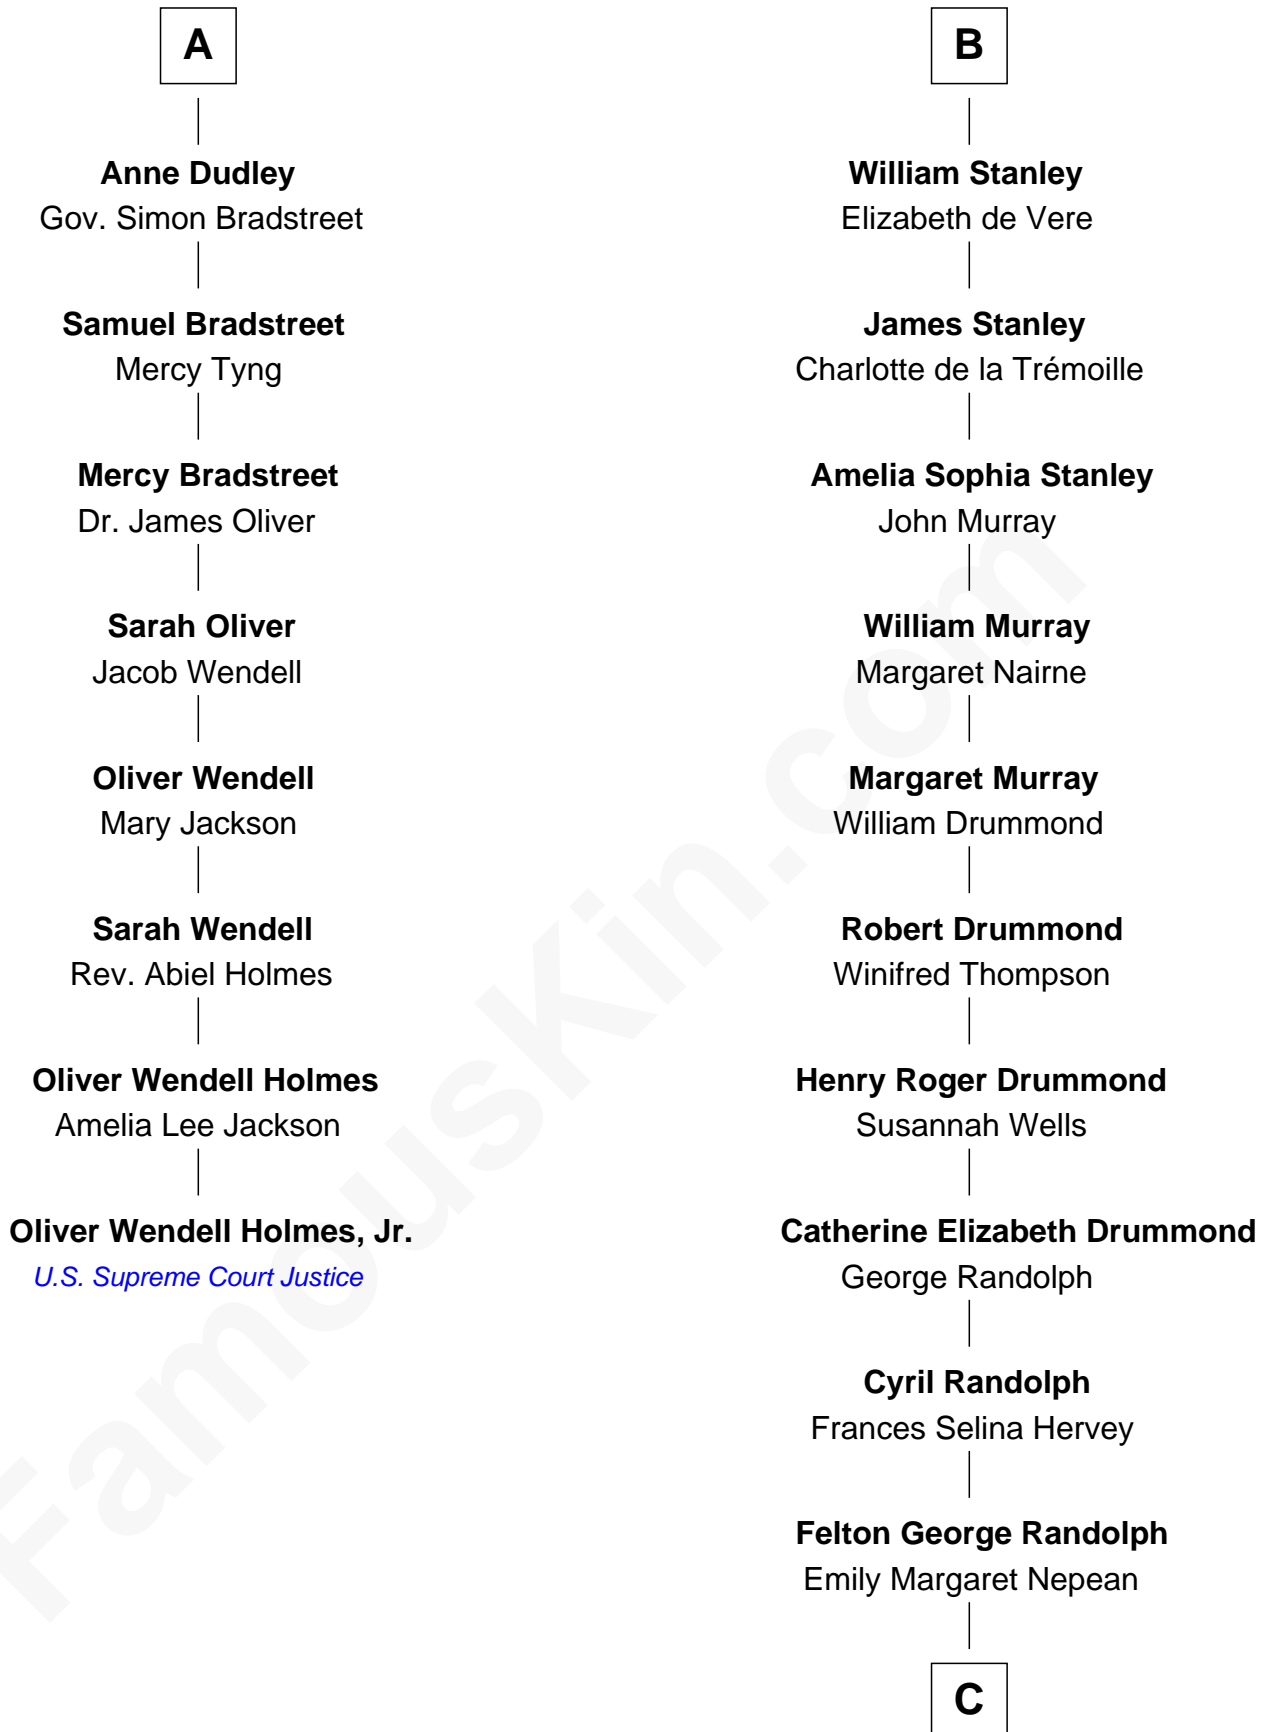 A
Anne Dudley
Gov. Simon Bradstreet
Samuel Bradstreet
Mercy Tyng
Mercy Bradstreet
Dr. James Oliver
Sarah Oliver
Jacob Wendell
Oliver Wendell
Mary Jackson
Sarah Wendell
Rev. Abiel Holmes
Oliver Wendell Holmes
Amelia Lee Jackson
Oliver Wendell Holmes, Jr.
U.S. Supreme Court Justice
B
William Stanley
Elizabeth de Vere
James Stanley
Charlotte de la Trémoille
Amelia Sophia Stanley
John Murray
William Murray
Margaret Nairne
Margaret Murray
William Drummond
Robert Drummond
Winifred Thompson
Henry Roger Drummond
Susannah Wells
Catherine Elizabeth Drummond
George Randolph
Cyril Randolph
Frances Selina Hervey
Felton George Randolph
Emily Margaret Nepean
C
FamousKin.com